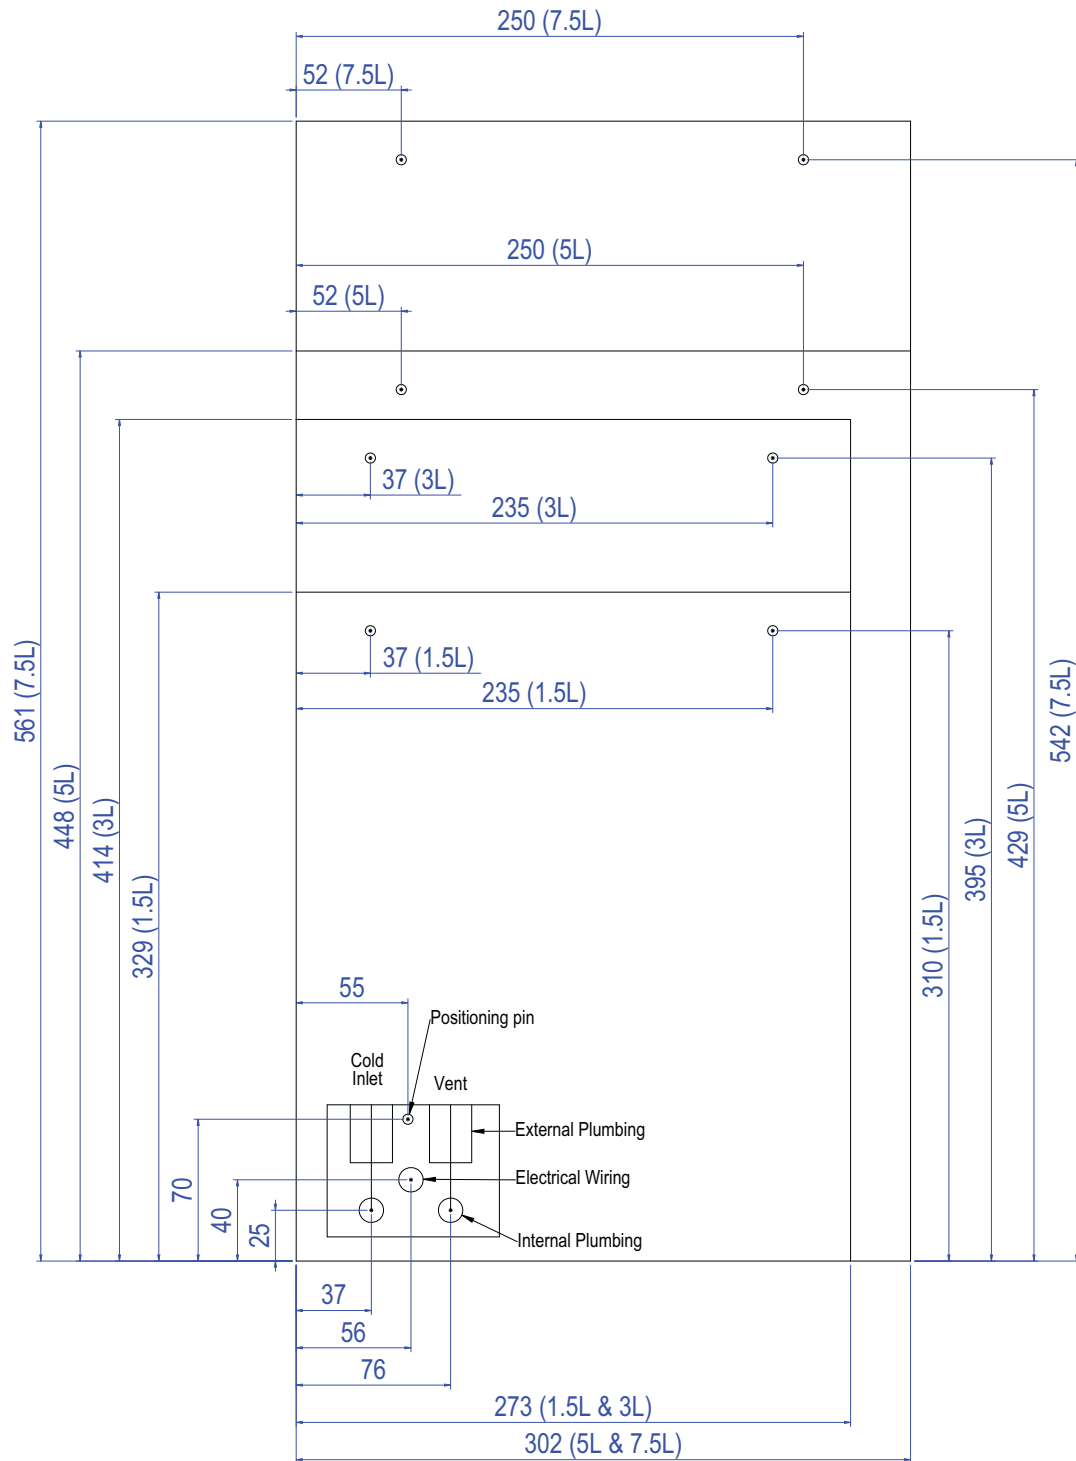 250 (7.5L)
52 (7.5L)
250 (5L)
52 (5L)
37 (3L)
235 (3L)
37 (1.5L)
235 (1.5L)
561 (7.5L)
448 (5L)
414 (3L)
329 (1.5L)
542 (7.5L)
429 (5L)
395 (3L)
310 (1.5L)
55
Positioning pin
Cold
Inlet
Vent
External Plumbing
Electrical Wiring
Internal Plumbing
70
40
25
37
56
76
273 (1.5L & 3L)
302 (5L & 7.5L)